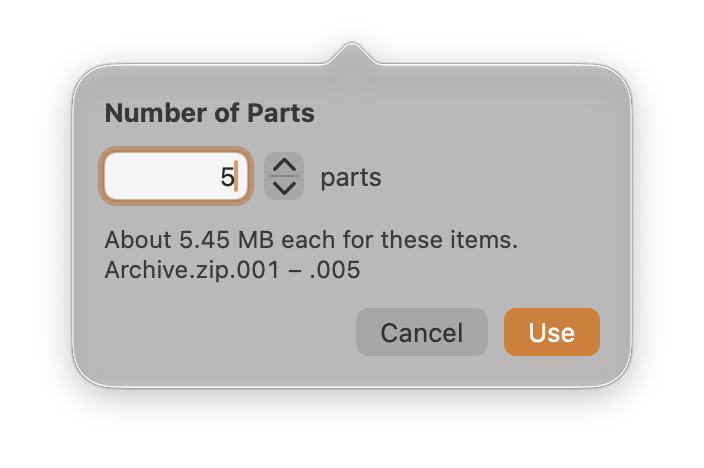 Number of Parts
5 parts
About 5.45 MB each for these items.
Archive.zip.001 – .005
Cancel Use